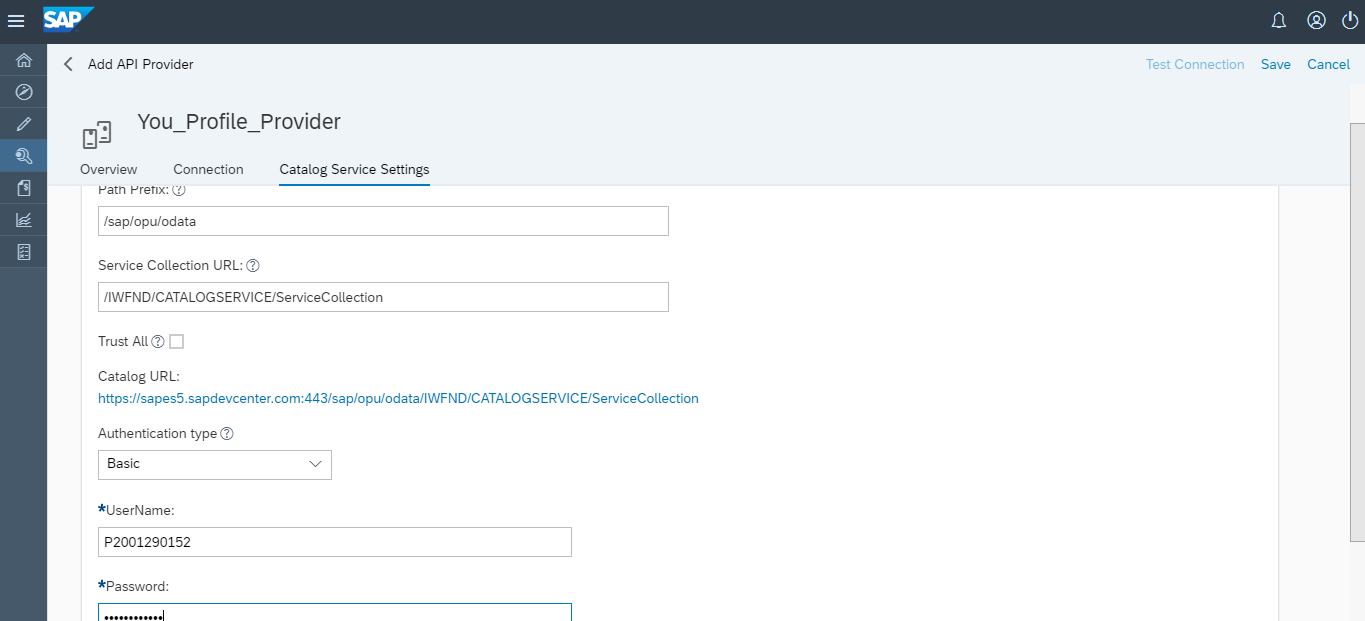 SAP
Add API Provider
Test Connection Save Cancel
You_Profile_Provider
Overview Connection Catalog Service Settings
Path Prefix: ?
/sap/opu/odata
Service Collection URL: ?
/IWFND/CATALOGSERVICE/ServiceCollection
Trust All ?
Catalog URL:
https://sapes5.sapdevcenter.com:443/sap/opu/odata/IWFND/CATALOGSERVICE/ServiceCollection
Authentication type ?
Basic
*UserName:
P2001290152
*Password:
••••••••••••